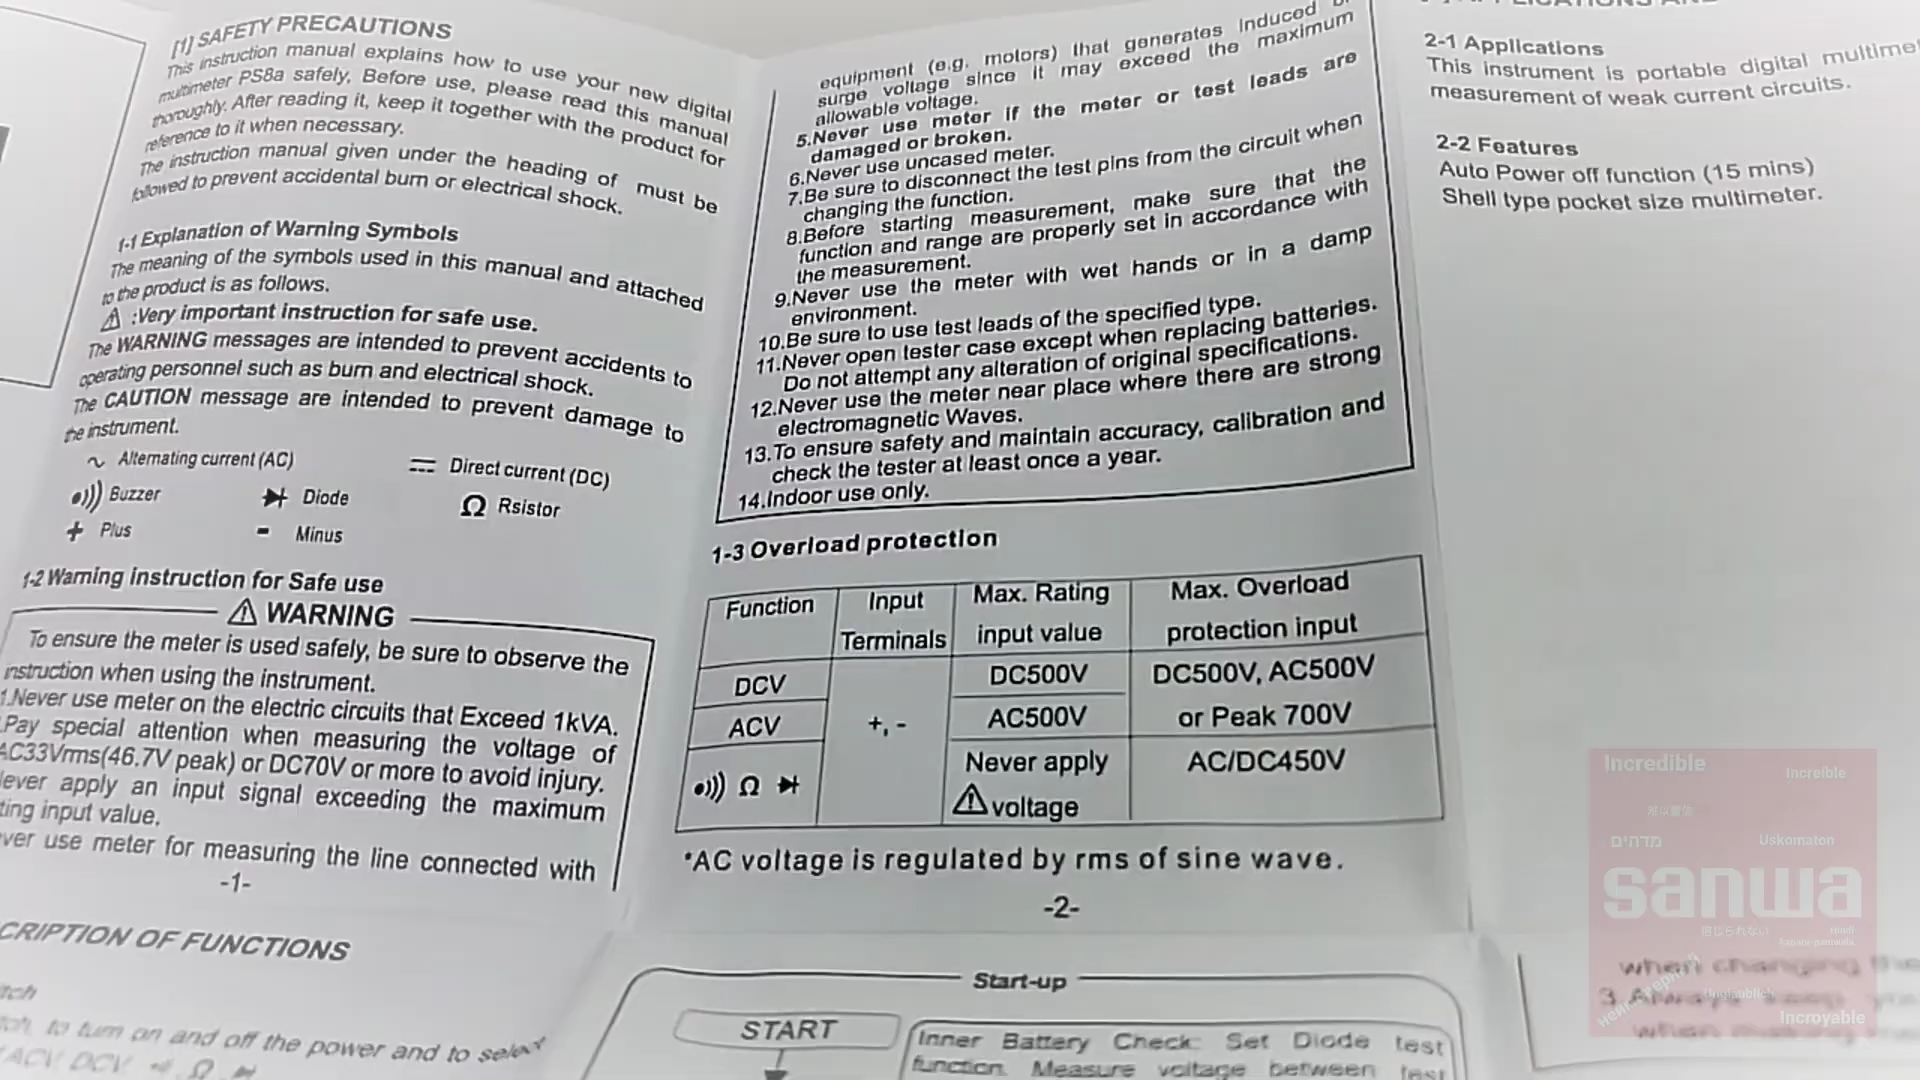 [1] SAFETY PRECAUTIONS
This instruction manual explains how to use your new digital
multimeter PS8a safely. Before use, please read this manual
thoroughly. After reading it, keep it together with the product for
reference to it when necessary.
The instruction manual given under the heading of must be
followed to prevent accidental burn or electrical shock.
1-1 Explanation of Warning Symbols
The meaning of the symbols used in this manual and attached
to the product is as follows.
⚠ :Very important instruction for safe use.
The WARNING messages are intended to prevent accidents to
operating personnel such as burn and electrical shock.
The CAUTION message are intended to prevent damage to
the instrument.
Alternating current (AC)
Direct current (DC)
Buzzer
Diode
Ω Rsistor
+ Plus
- Minus
1-2 Warning instruction for Safe use
⚠ WARNING
To ensure the meter is used safely, be sure to observe the
instruction when using the instrument.
1.Never use meter on the electric circuits that Exceed 1kVA.
Pay special attention when measuring the voltage of
AC33Vrms(46.7V peak) or DC70V or more to avoid injury.
ever apply an input signal exceeding the maximum
ting input value.
ver use meter for measuring the line connected with
-1-
equipment (e.g. motors) that generates Induced
surge voltage since it may exceed the maximum
allowable voltage.
5.Never use meter if the meter or test leads are
damaged or broken.
6.Never use uncased meter.
7.Be sure to disconnect the test pins from the circuit when
changing the function.
8.Before starting measurement, make sure that the
function and range are properly set in accordance with
the measurement.
9.Never use the meter with wet hands or in a damp
environment.
10.Be sure to use test leads of the specified type.
11.Never open tester case except when replacing batteries.
Do not attempt any alteration of original specifications.
12.Never use the meter near place where there are strong
electromagnetic Waves.
13.To ensure safety and maintain accuracy, calibration and
check the tester at least once a year.
14.Indoor use only.
1-3 Overload protection
Function
Input
Terminals
Max. Rating
input value
Max. Overload
protection input
DCV
+, -
DC500V
DC500V, AC500V
ACV
AC500V
or Peak 700V
Ω
Never apply
⚠ voltage
AC/DC450V
*AC voltage is regulated by rms of sine wave.
-2-
2-1 Applications
This instrument is portable digital multime
measurement of weak current circuits.
2-2 Features
Auto Power off function (15 mins)
Shell type pocket size multimeter.
CRIPTION OF FUNCTIONS
tch
tch, to turn on and off the power and to select
ACV DCV Ω
Start-up
START
Inner Battery Check: Set Diode test
function. Measure voltage between test
when changing the
Incredible
Increíble
מדהים
Uskomaton
sanwa
信じられない
Unglaublich
Incroyable